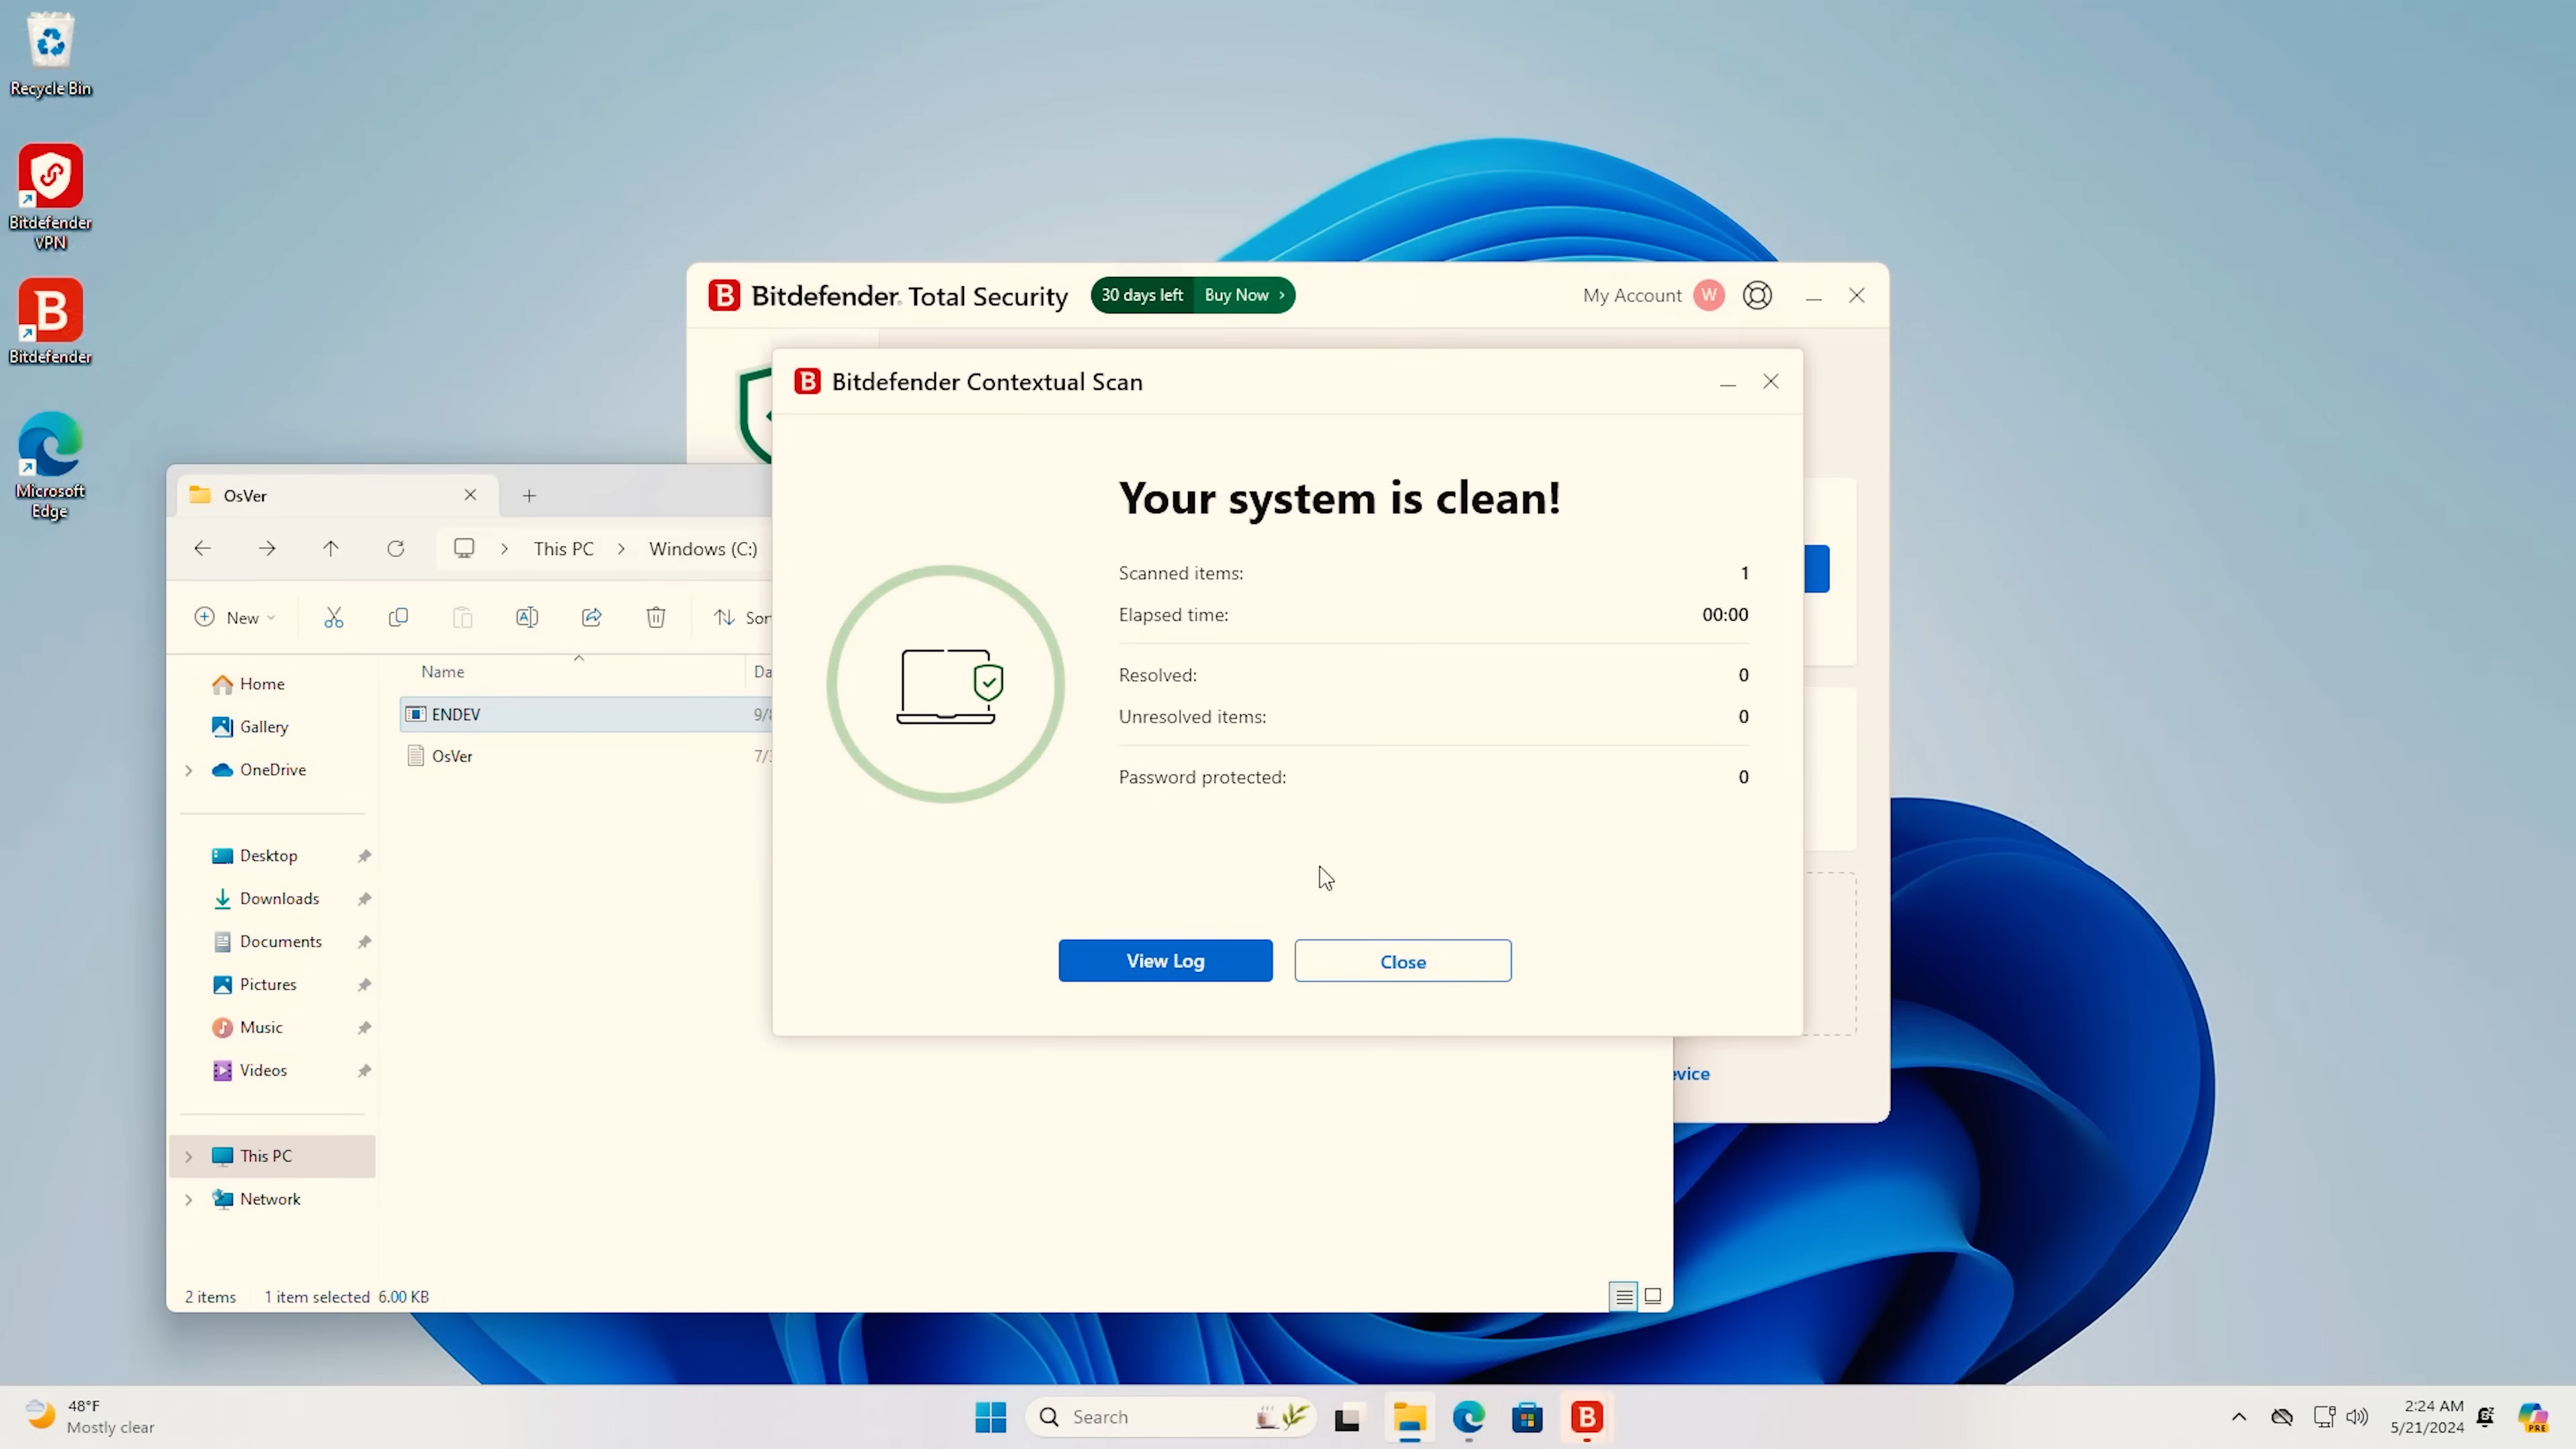 Recycle Bin
Bitdefender
VPN
Bitdefender
Microsoft
Edge
Bitdefender Total Security
30 days left
Buy Now
My Account
W
Bitdefender Contextual Scan
Your system is clean!
Scanned items: 1
Elapsed time: 00:00
Resolved: 0
Unresolved items: 0
Password protected: 0
View Log
Close
OsVer
This PC
Windows (C:)
New
Sor
Name
Da
ENDEV
9/
OsVer
7/
Home
Gallery
OneDrive
Desktop
Downloads
Documents
Pictures
Music
Videos
This PC
Network
2 items 1 item selected 6.00 KB
evice
48°F
Mostly clear
Search
2:24 AM
5/21/2024
PRE